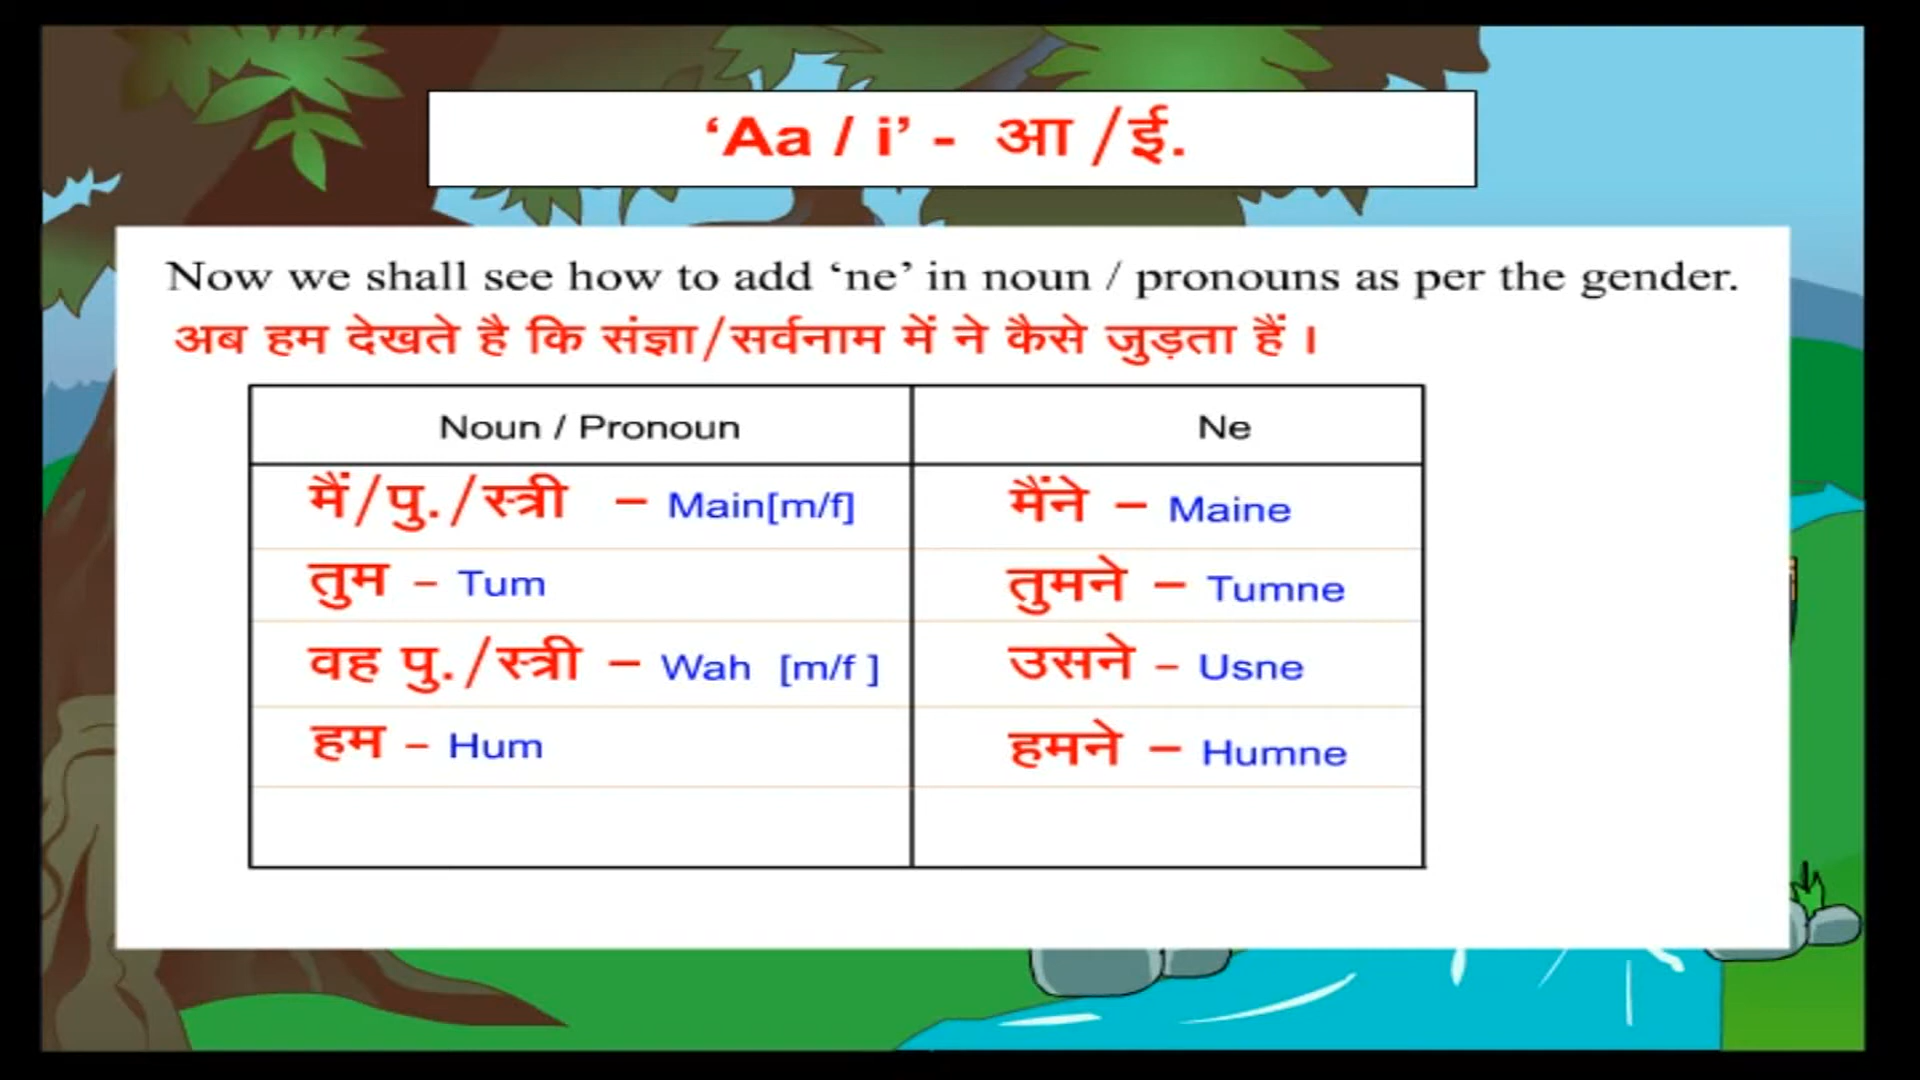 ‘Aa / i’ - आ /ई.
Now we shall see how to add ‘ne’ in noun / pronouns as per the gender.
अब हम देखते है कि संज्ञा/सर्वनाम में ने कैसे जुड़ता हैं ।
Noun / Pronoun Ne
मैं/पु./स्त्री – Main[m/f] मैंने – Maine
तुम – Tum तुमने – Tumne
वह पु./स्त्री – Wah [m/f ] उसने – Usne
हम – Hum हमने – Humne